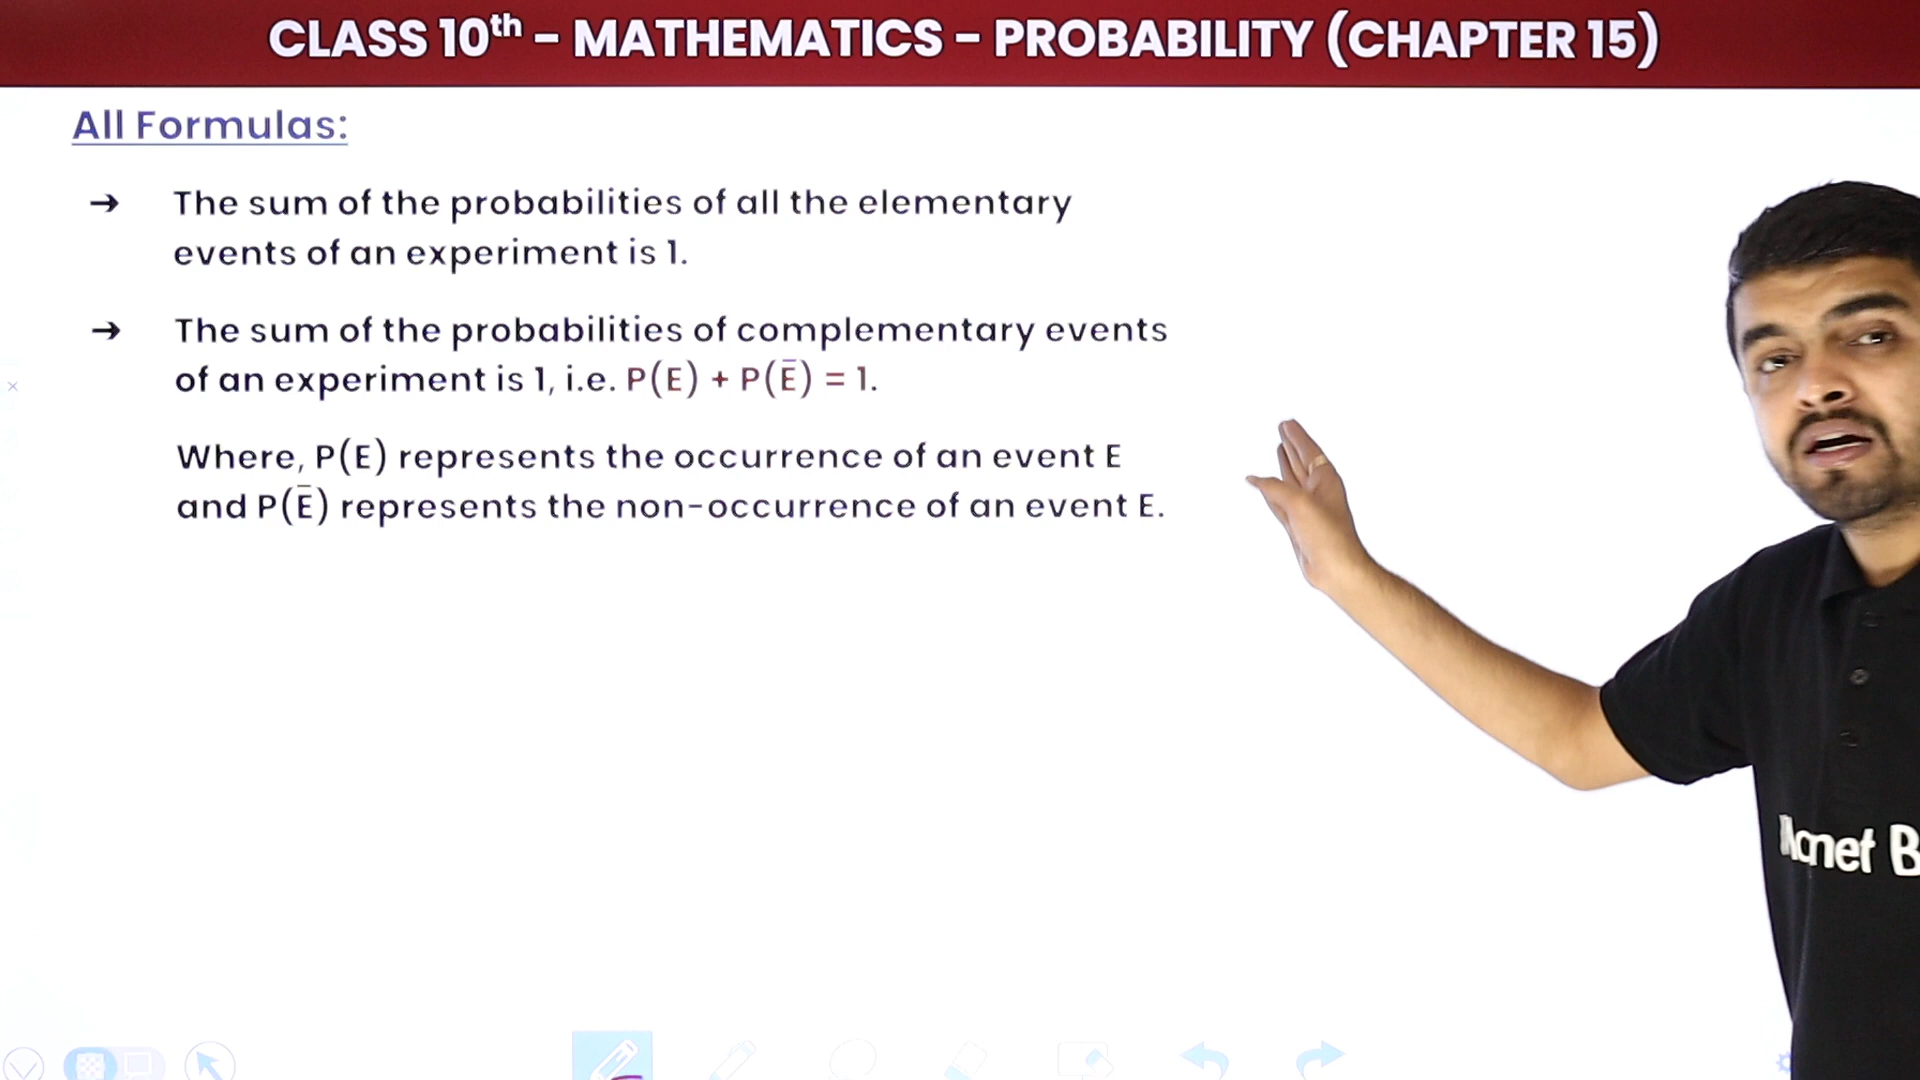 CLASS 10th - MATHEMATICS - PROBABILITY (CHAPTER 15)
All Formulas:
➔ The sum of the probabilities of all the elementary
events of an experiment is 1.
➔ The sum of the probabilities of complementary events
of an experiment is 1, i.e. P(E) + P(E̅) = 1.
Where, P(E) represents the occurrence of an event E
and P(E̅) represents the non-occurrence of an event E.